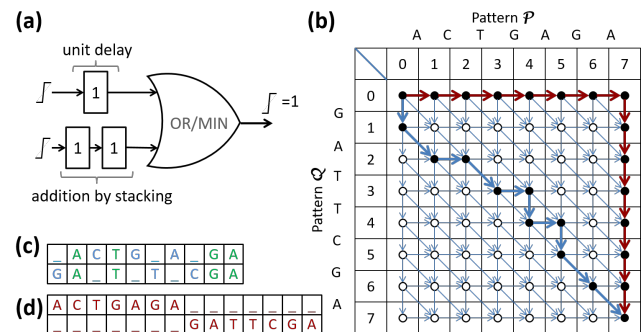 (a)
unit delay
1
OR/MIN
=1
1 1
addition by stacking
(b)
Pattern 𝒫
A C T G A G A
0 1 2 3 4 5 6 7
Pattern 𝒬
0
G
1
A
2
T
3
T
4
C
5
G
6
A
7
(c)
_ A C T G _ A _ G A
G A _ T _ T _ C G A
(d)
A C T G A G A _ _ _ _ _ _ _
_ _ _ _ _ _ _ G A T T C G A